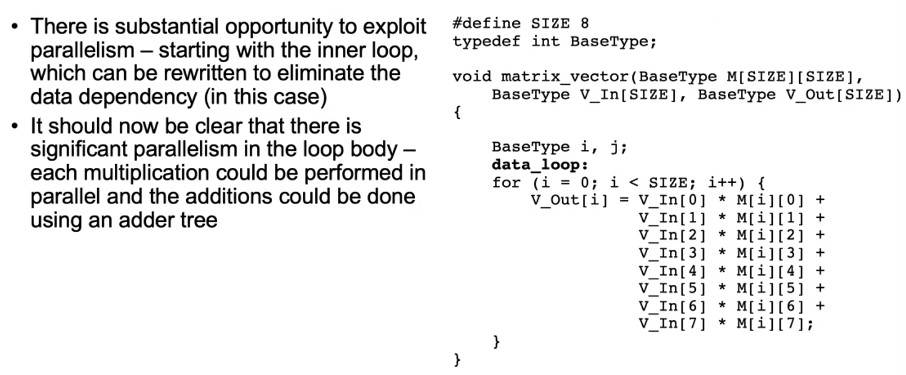 • There is substantial opportunity to exploit
parallelism – starting with the inner loop,
which can be rewritten to eliminate the
data dependency (in this case)
• It should now be clear that there is
significant parallelism in the loop body –
each multiplication could be performed in
parallel and the additions could be done
using an adder tree
#define SIZE 8
typedef int BaseType;
void matrix_vector(BaseType M[SIZE][SIZE],
BaseType V_In[SIZE], BaseType V_Out[SIZE])
{
BaseType i, j;
data_loop:
for (i = 0; i < SIZE; i++) {
V_Out[i] = V_In[0] * M[i][0] +
V_In[1] * M[i][1] +
V_In[2] * M[i][2] +
V_In[3] * M[i][3] +
V_In[4] * M[i][4] +
V_In[5] * M[i][5] +
V_In[6] * M[i][6] +
V_In[7] * M[i][7];
}
}